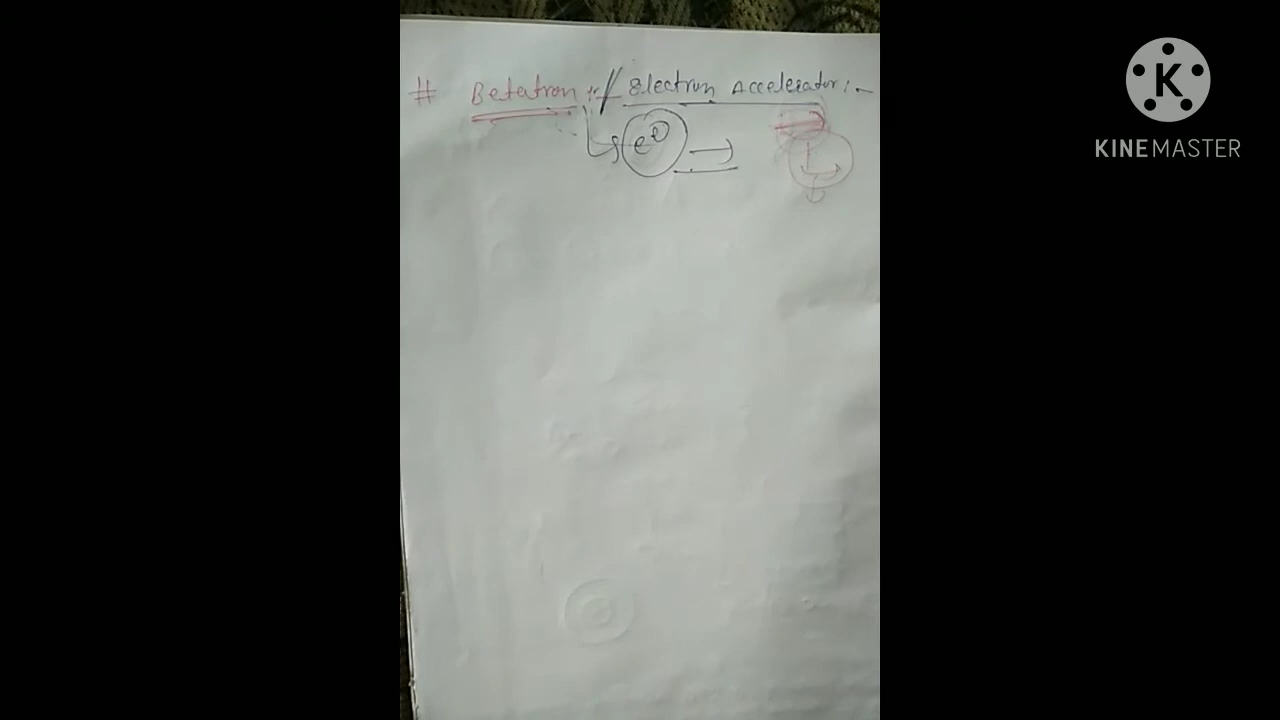 # Betatron :- // Electron Accelerator :-
e⊖
KINEMASTER